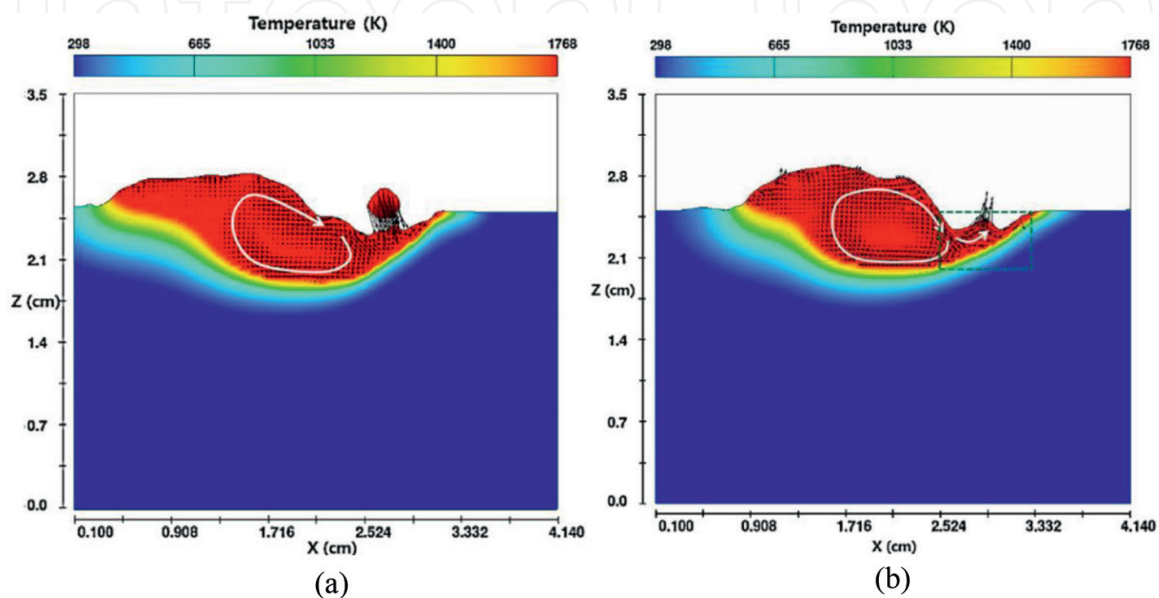 Temperature (K)
298 665 1033 1400 1768
3.5
2.8
2.1
Z (cm)
1.4
0.7
0.0
0.100 0.908 1.716 2.524 3.332 4.140
X (cm)
(a)
Temperature (K)
298 665 1033 1400 1768
3.5
2.8
2.1
Z (cm)
1.4
0.7
0.0
0.100 0.908 1.716 2.524 3.332 4.140
X (cm)
(b)